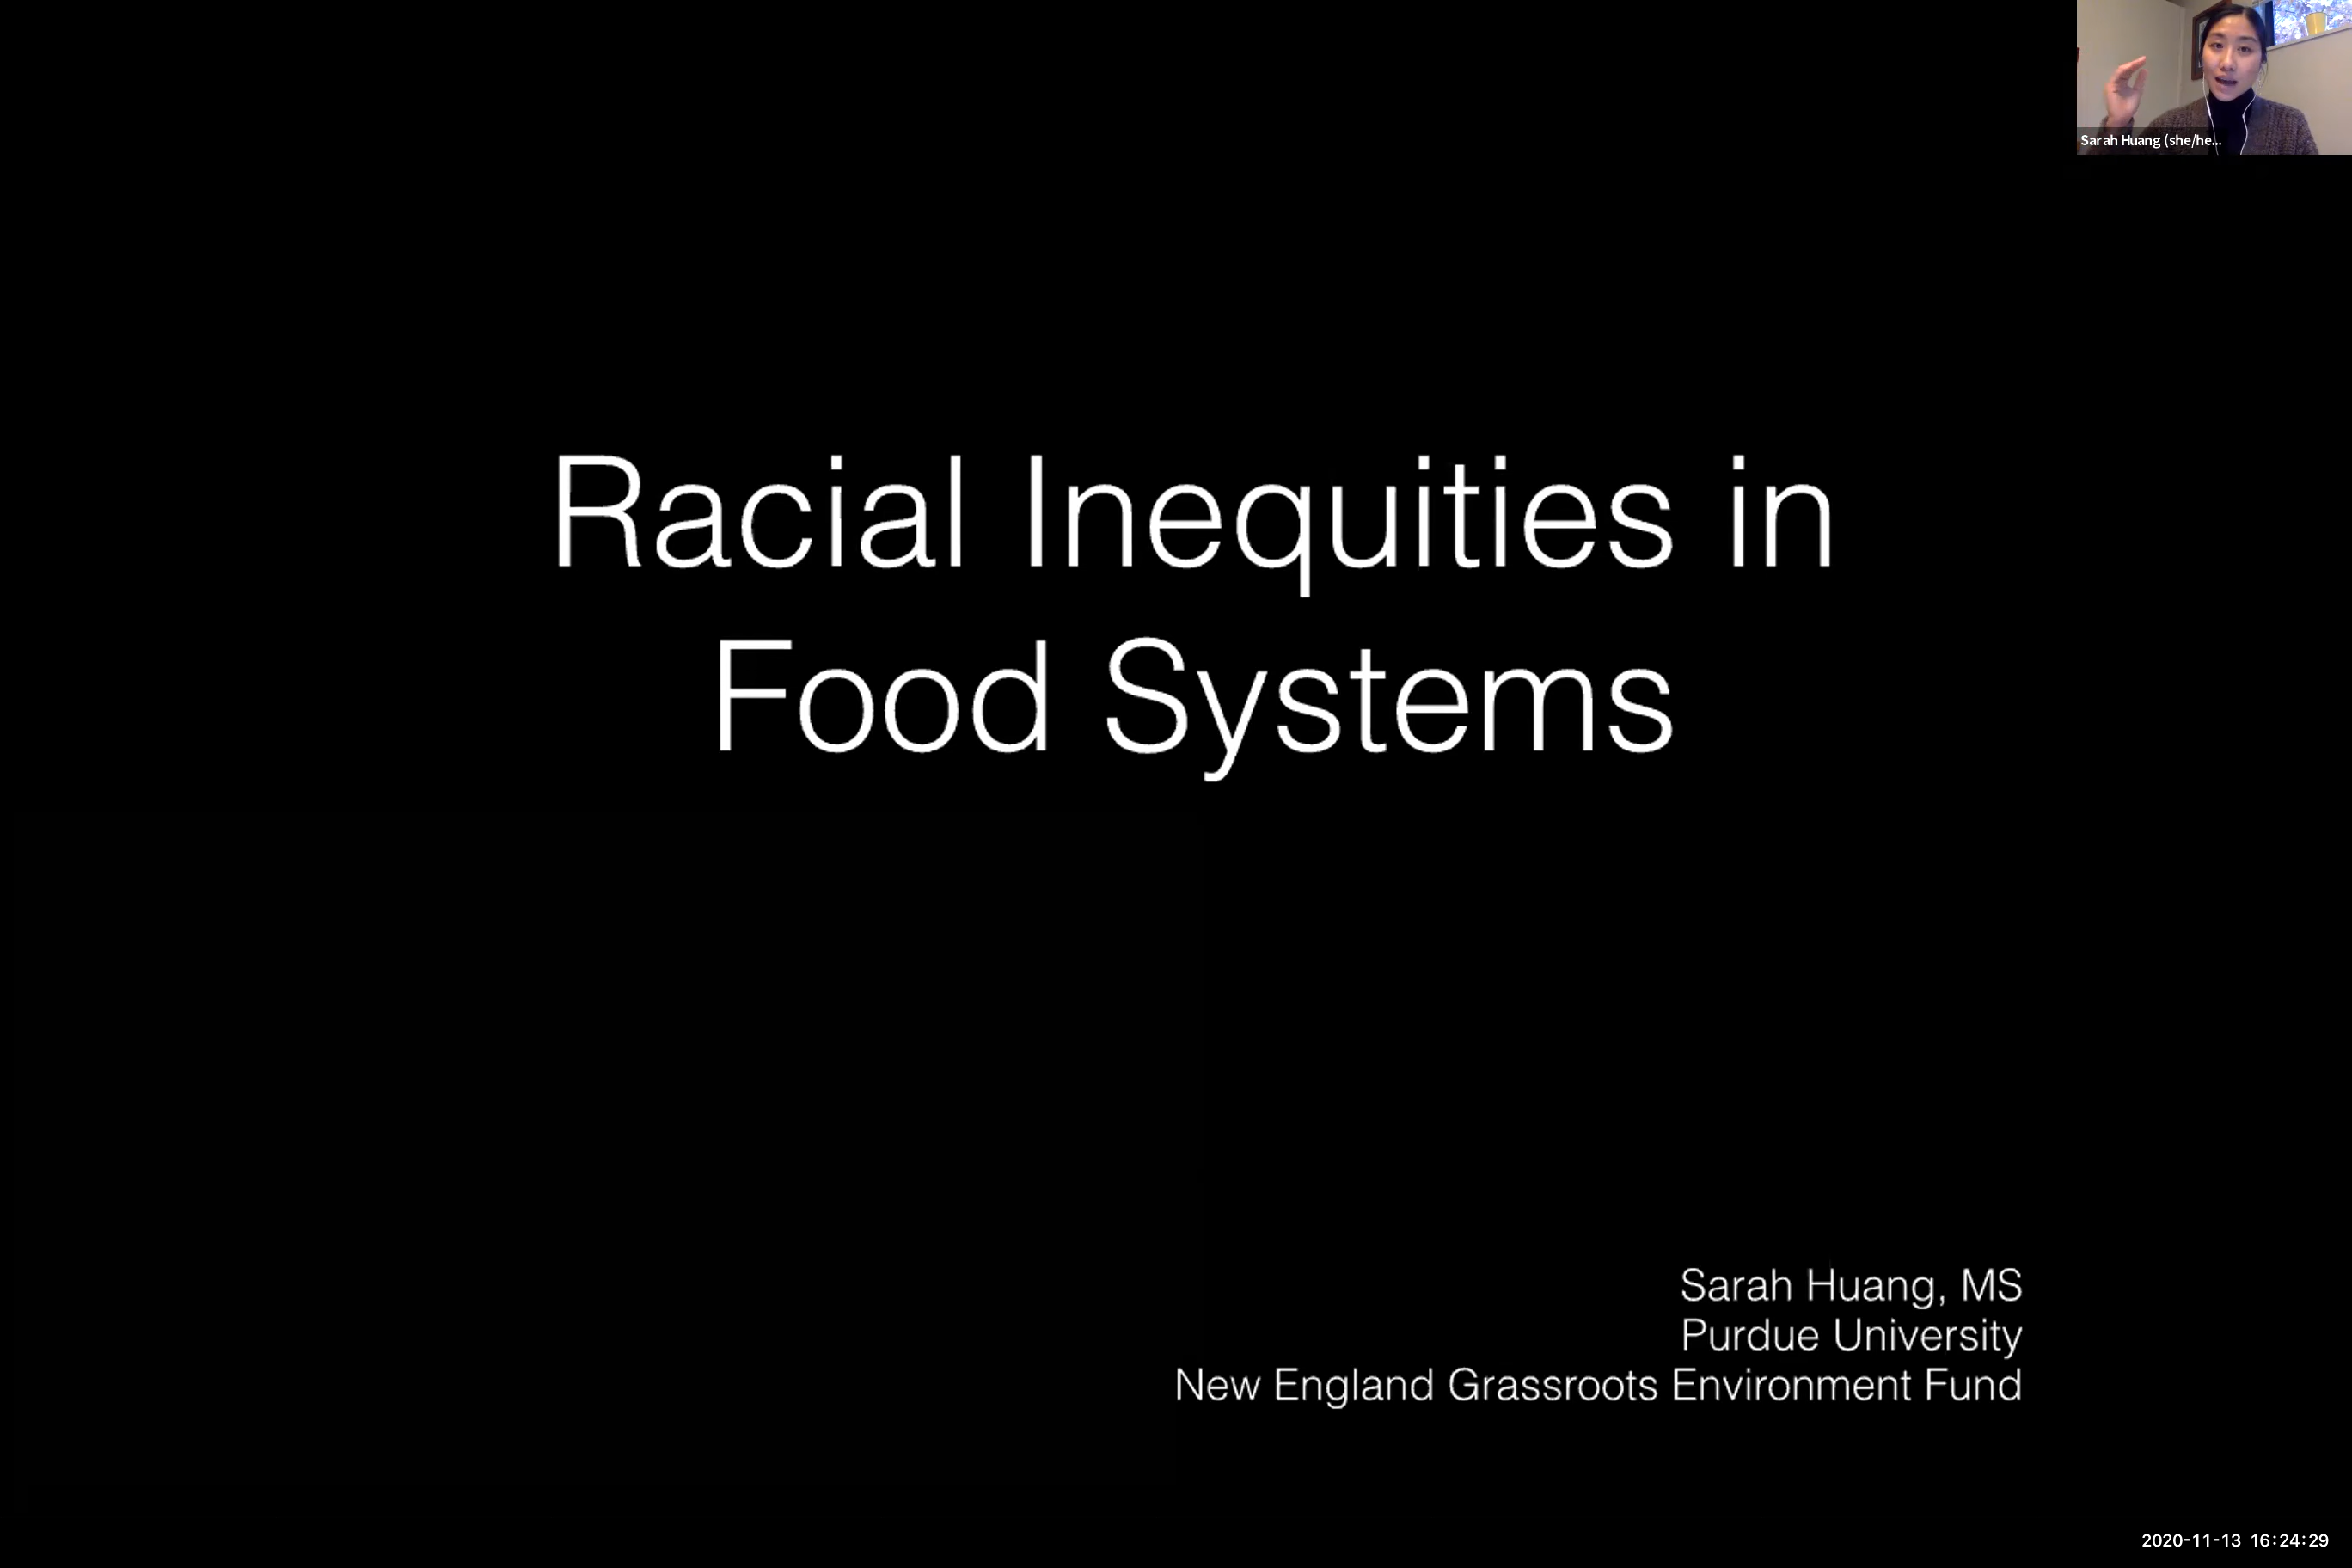 Sarah Huang (she/he...
Racial Inequities in
Food Systems
Sarah Huang, MS
Purdue University
New England Grassroots Environment Fund
2020-11-13 16:24:29